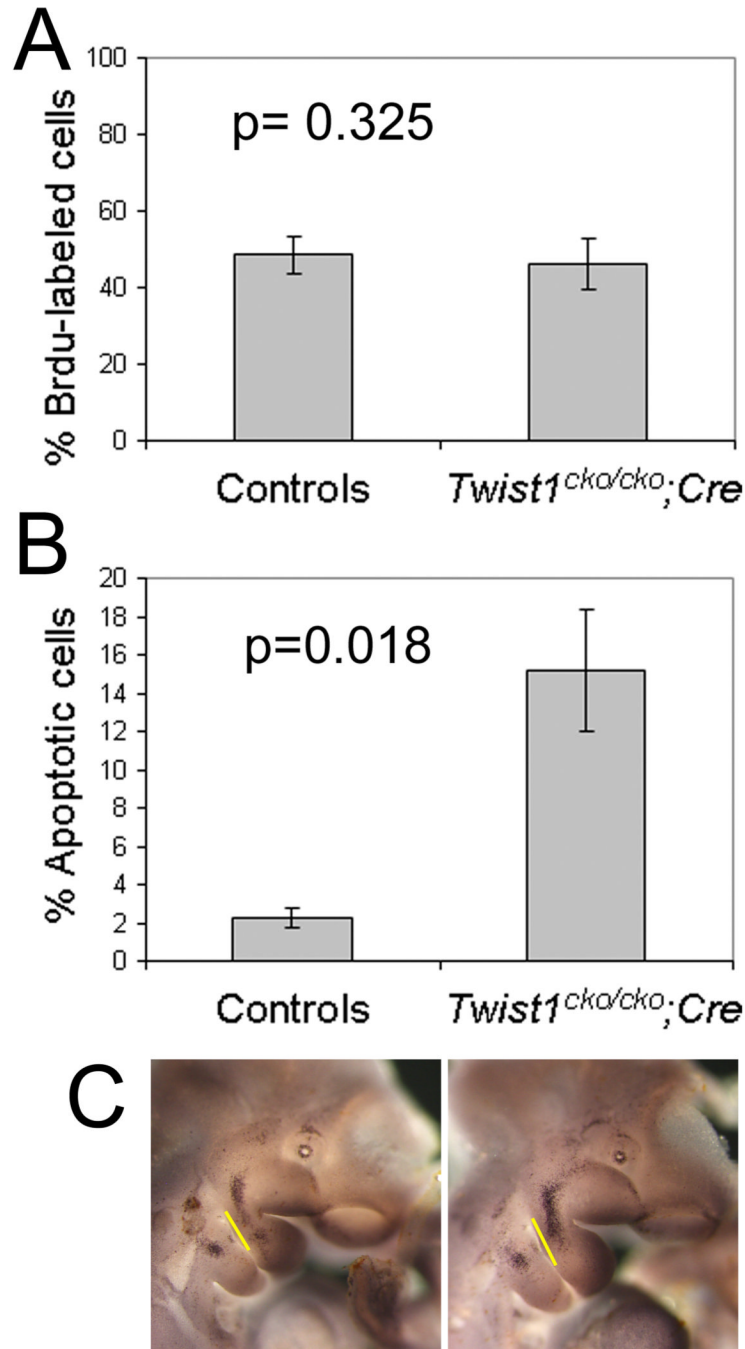 A
% Brdu-labeled cells
100
80
60
40
20
0
p= 0.325
Controls Twist1cko/cko;Cre
B
% Apoptotic cells
20
18
16
14
12
10
8
6
4
2
0
p=0.018
Controls Twist1cko/cko;Cre
C